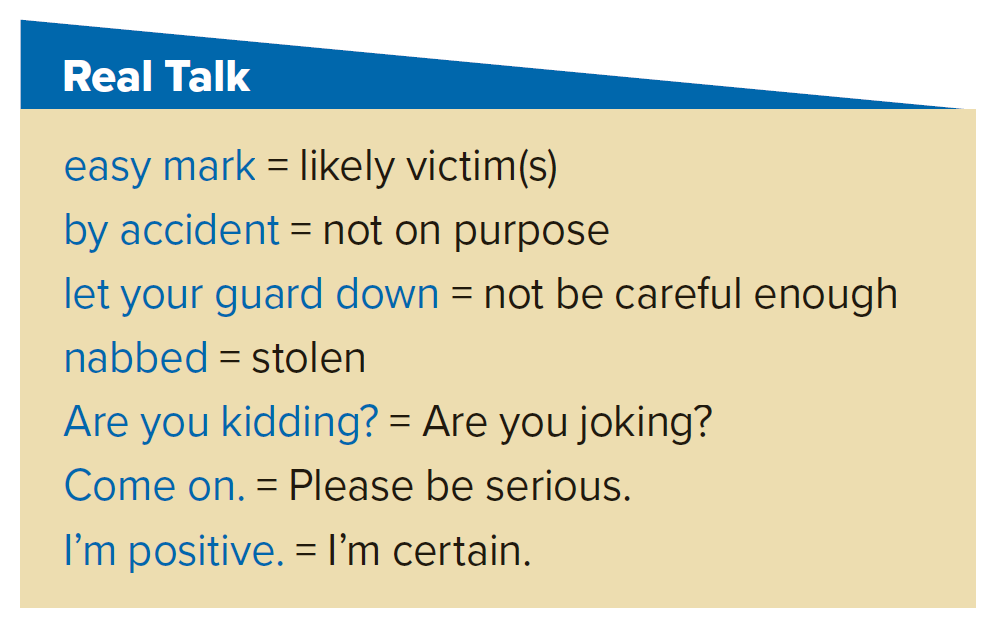 Real Talk
easy mark = likely victim(s)
by accident = not on purpose
let your guard down = not be careful enough
nabbed = stolen
Are you kidding? = Are you joking?
Come on. = Please be serious.
I’m positive. = I’m certain.